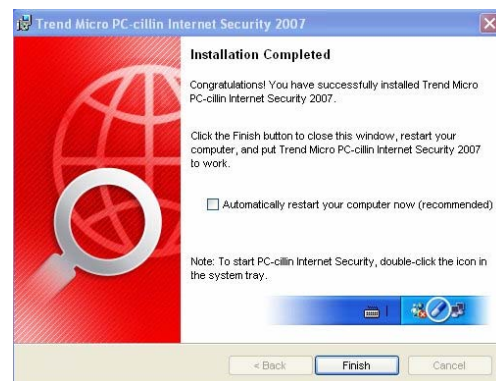 Trend Micro PC-cillin Internet Security 2007
Installation Completed
Congratulations! You have successfully installed Trend Micro
PC-cillin Internet Security 2007.
Click the Finish button to close this window, restart your
computer, and put Trend Micro PC-cillin Internet Security 2007
to work.
Automatically restart your computer now (recommended)
Note: To start PC-cillin Internet Security, double-click the icon in
the system tray.
< Back
Finish
Cancel